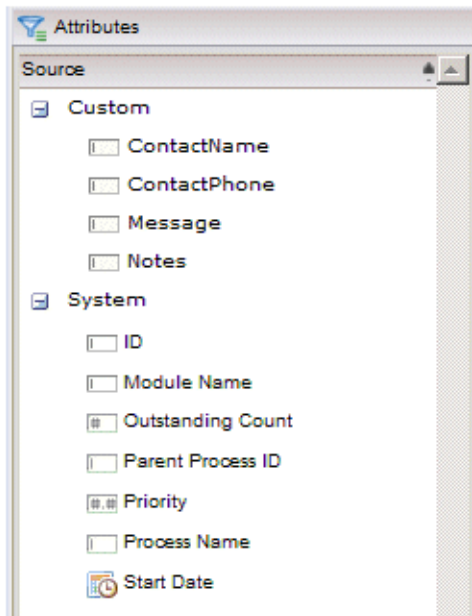 Attributes
Source
Custom
ContactName
ContactPhone
Message
Notes
System
ID
Module Name
# Outstanding Count
Parent Process ID
#.# Priority
Process Name
Start Date